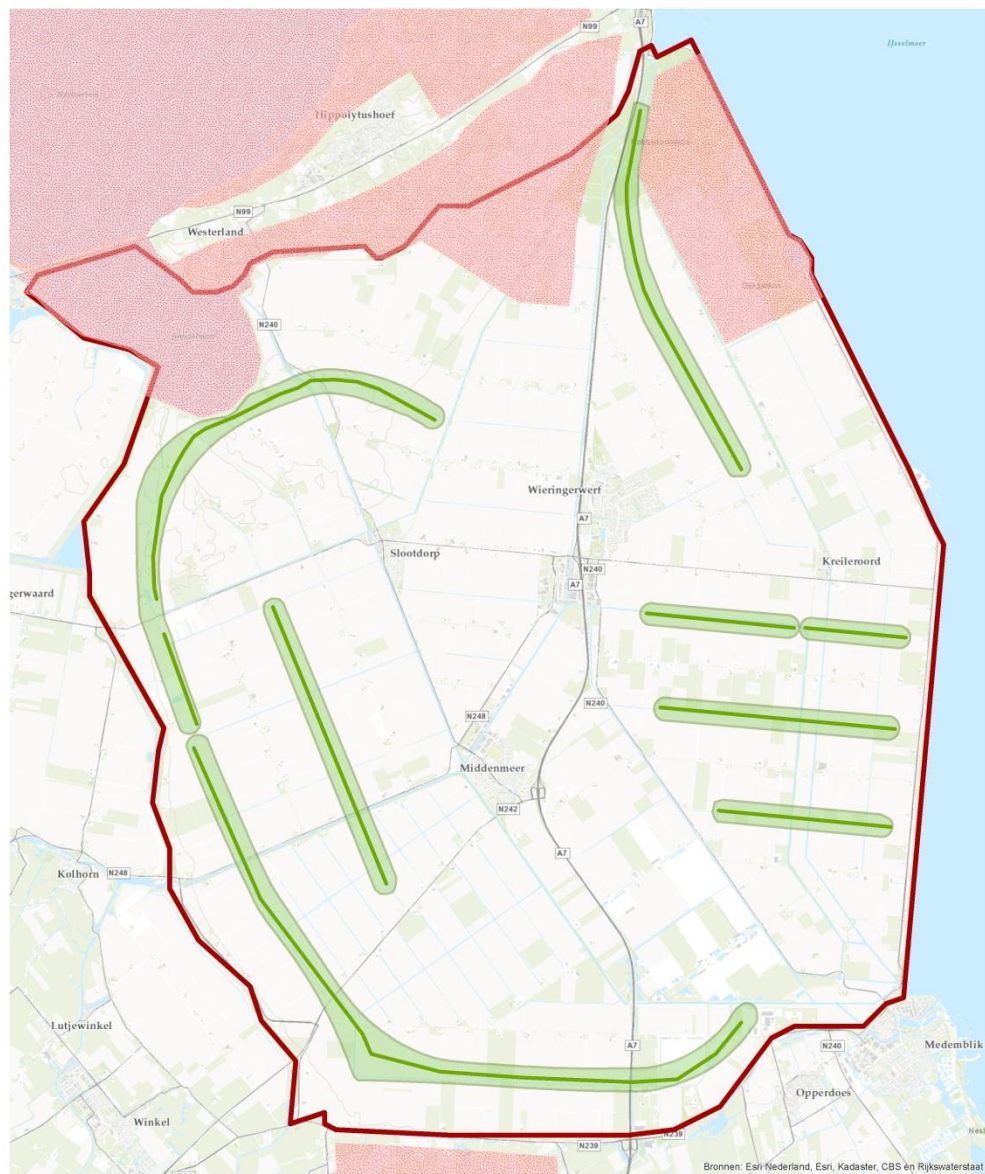 N99
A7
IJsselmeer
Hippolytushoef
N99
Westerland
Amstelmeer
N240
Wieringerwerf
A7
Slootdorp
N240
A7
Kreileroord
gerwaard
N240
N248
Middenmeer
N242
A7
Kolhorn
N248
Lutjewinkel
A7
N240
Medemblik
Opperdoes
Winkel
N239
N239
Bronnen: Esri Nederland, Esri, Kadaster, CBS en Rijkswaterstaat